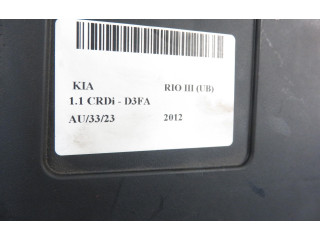 KIA RIO III (UB)
1.1 CRDi - D3FA
AU/33/23 2012